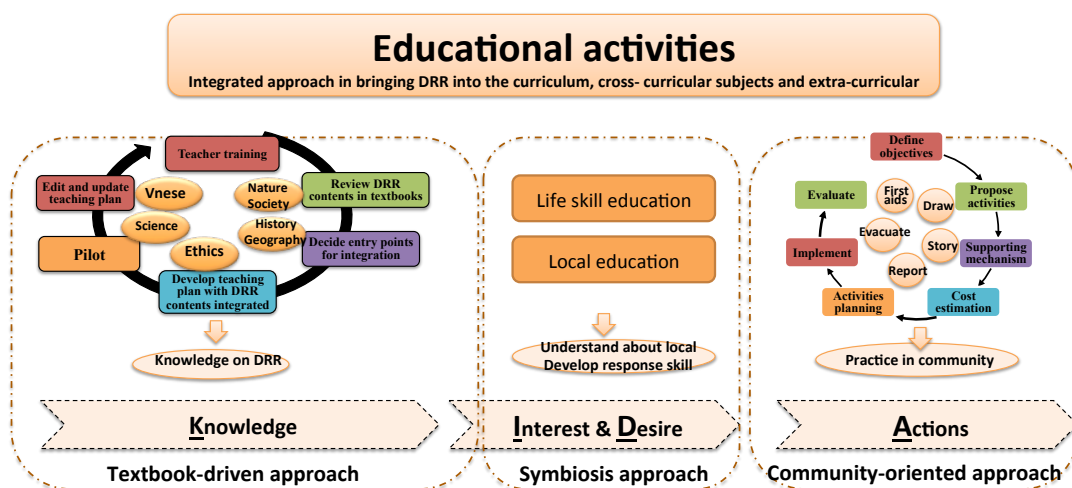 Educational activities
Integrated approach in bringing DRR into the curriculum, cross- curricular subjects and extra-curricular
Teacher training
Review DRR
contents in textbooks
Decide entry points
for integration
Develop teaching
plan with DRR
contents integrated
Pilot
Edit and update
teaching plan
Vnese
Nature
Society
Science
History
Geography
Ethics
Knowledge on DRR
Life skill education
Local education
Understand about local
Develop response skill
Define
objectives
Propose
activities
Supporting
mechanism
Cost
estimation
Activities
planning
Implement
Evaluate
First
aids
Draw
Evacuate
Story
Report
Practice in community
Knowledge
Interest & Desire
Actions
Textbook-driven approach
Symbiosis approach
Community-oriented approach